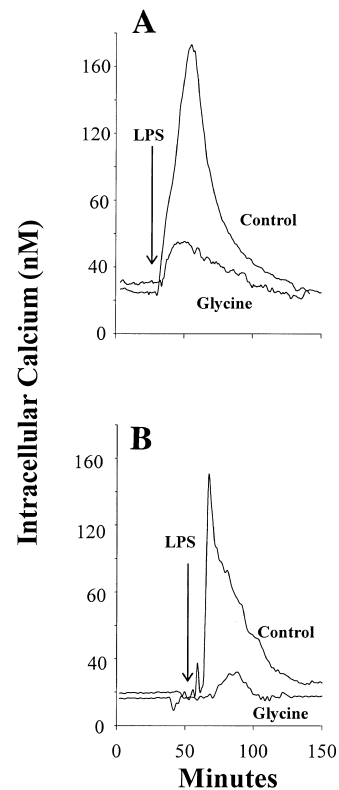 A
160
120
60
40
0
LPS
Control
Glycine
Intracellular Calcium (nM)
B
160
120
60
40
0
LPS
Control
Glycine
0 50 100 150
Minutes